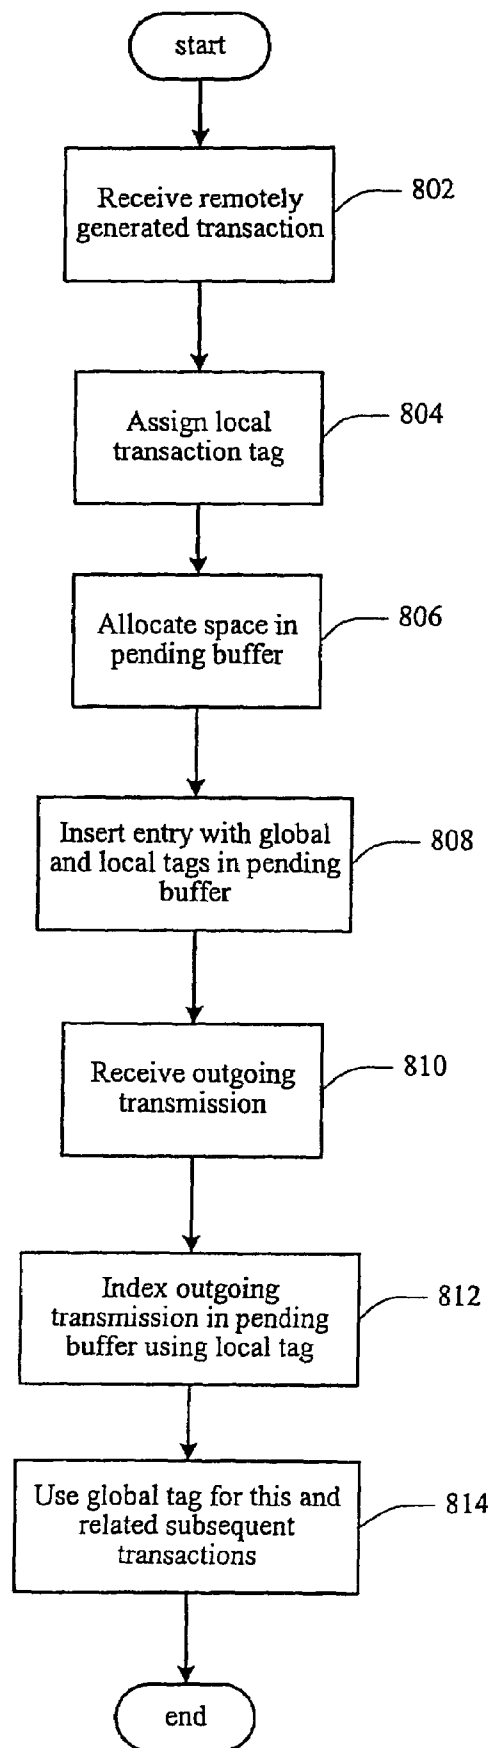 start
Receive remotely
generated transaction
802
Assign local
transaction tag
804
Allocate space in
pending buffer
806
Insert entry with global
and local tags in pending
buffer
808
Receive outgoing
transmission
810
Index outgoing
transmission in pending
buffer using local tag
812
Use global tag for this and
related subsequent
transactions
814
end